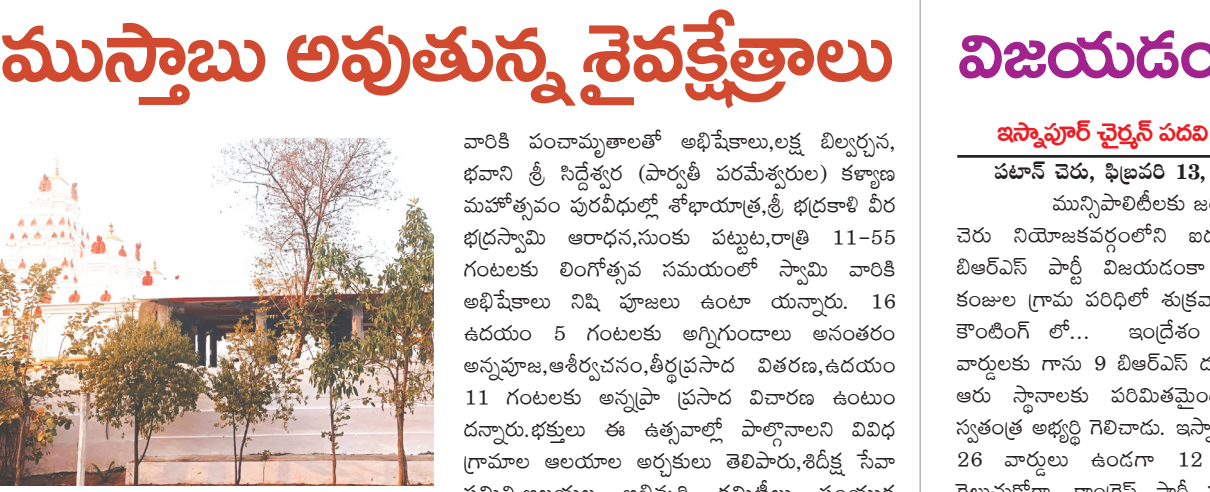 ముస్తాబు అవుతున్న శైవక్షేత్రాలు
వారికి పంచామృతాలతో అభిషేకాలు,లక్ష బిల్వర్చన,
భవాని శ్రీ సిద్దేశ్వర (పార్వతీ పరమేశ్వరుల) కళ్యాణ
మహోత్సవం పురవీధుల్లో శోభాయాత్ర,శ్రీ భద్రకాళి వీర
భద్రస్వామి ఆరాధన,సుంకు పట్టుట,రాత్రి 11-55
గంటలకు లింగోత్సవ సమయంలో స్వామి వారికి
అభిషేకాలు నిషి పూజలు ఉంటా యన్నారు. 16
ఉదయం 5 గంటలకు అగ్నిగుండాలు అనంతరం
అన్నపూజ,ఆశీర్వచనం,తీర్థప్రసాద వితరణ,ఉదయం
11 గంటలకు అన్నప్రా ప్రసాద విచారణ ఉంటుం
దన్నారు.భక్తులు ఈ ఉత్సవాల్లో పాల్గొనాలని వివిధ
గ్రామాల ఆలయాల అర్చకులు తెలిపారు,శిదీక్ష సేవా
విజయడం
ఇస్నాపూర్ చైర్మన్ పదవి
పటాన్ చెరు, ఫిబ్రవరి 13,
మున్సిపాలిటీలకు
చెరు నియోజకవర్గంలోని
బిఆర్ఎస్ పార్టీ విజయడంకా
కంజుల గ్రామ పరిధిలో
కౌంటింగ్ లో... ఇంద్రేశం
వార్డులకు గాను 9 బిఆర్ఎస్
ఆరు స్థానాలకు
స్వతంత్ర అభ్యర్థి గెలిచాడు.
26 వార్డులు ఉండగా 12